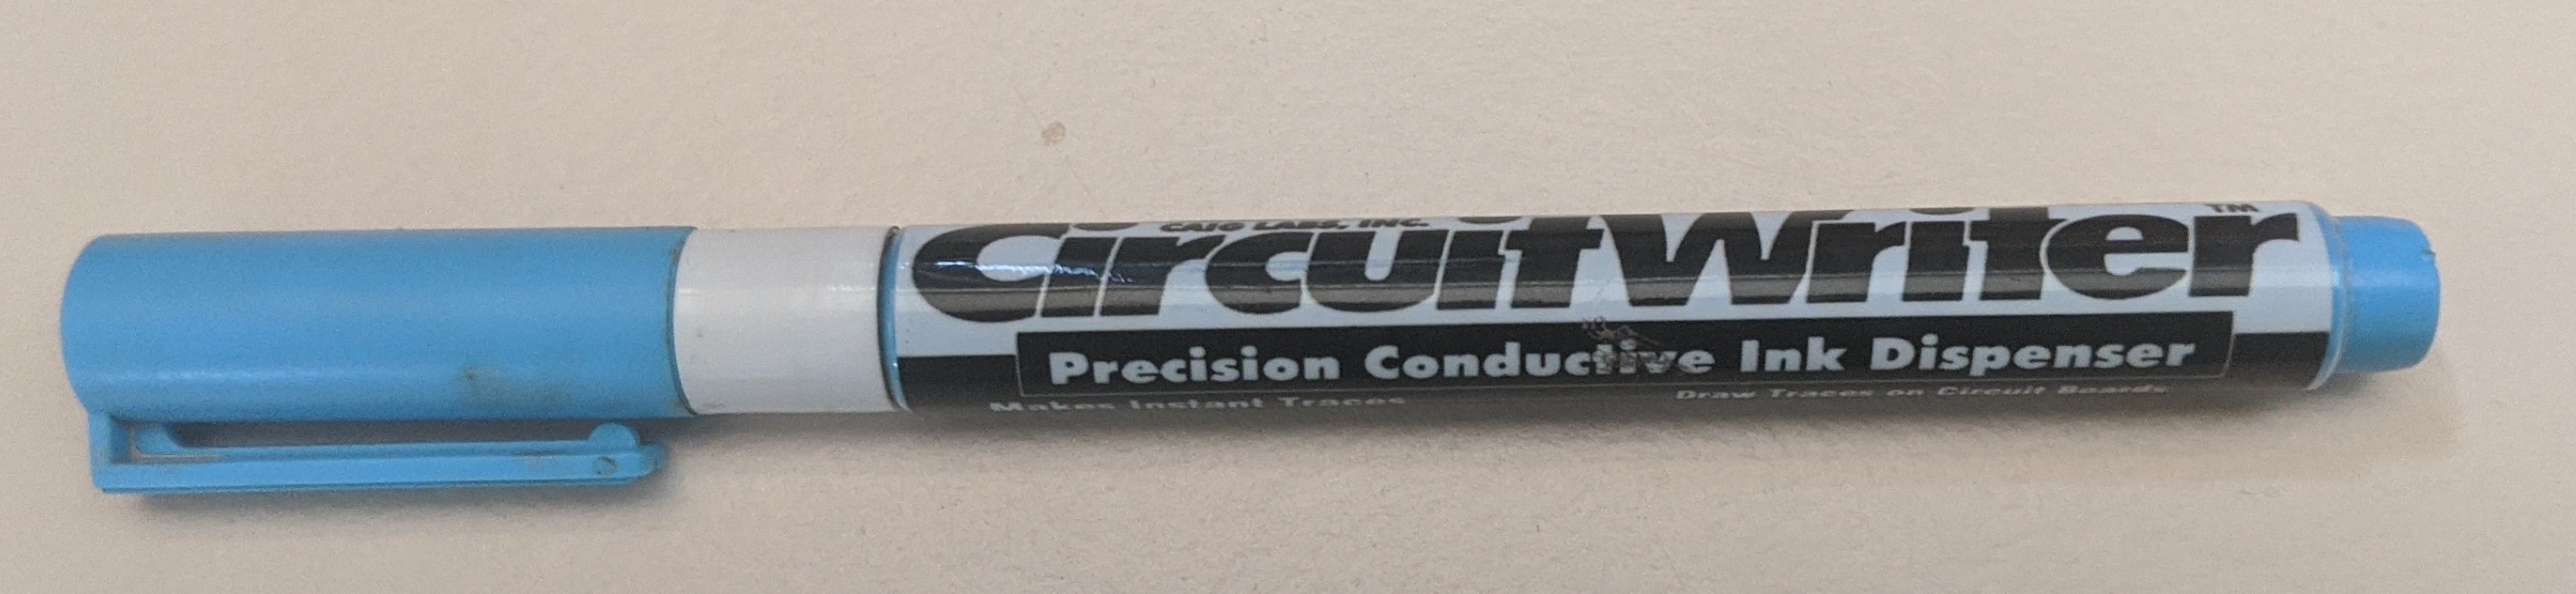 CAIG LABS, INC.
CircuitWriter™
Precision Conductive Ink Dispenser
Makes Instant Traces Draw Traces on Circuit Boards